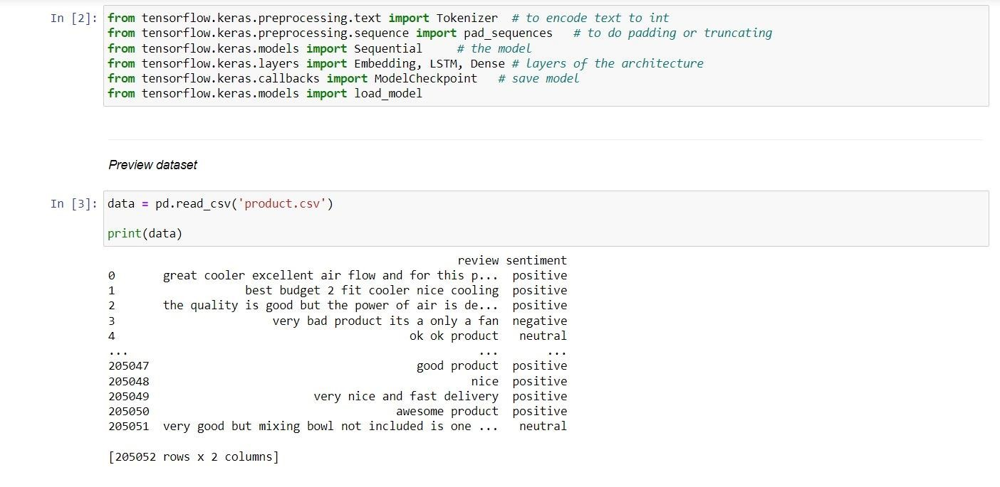 In [2]: from tensorflow.keras.preprocessing.text import Tokenizer  # to encode text to int
from tensorflow.keras.preprocessing.sequence import pad_sequences   # to do padding or truncating
from tensorflow.keras.models import Sequential     # the model
from tensorflow.keras.layers import Embedding, LSTM, Dense # layers of the architecture
from tensorflow.keras.callbacks import ModelCheckpoint   # save model
from tensorflow.keras.models import load_model
Preview dataset
In [3]: data = pd.read_csv('product.csv')
print(data)
review sentiment
0       great cooler excellent air flow and for this p...  positive
1                   best budget 2 fit cooler nice cooling  positive
2       the quality is good but the power of air is de...  positive
3                       very bad product its a only a fan  negative
4                                           ok ok product   neutral
...                                                   ...       ...
205047                                       good product  positive
205048                                               nice  positive
205049                        very nice and fast delivery  positive
205050                                    awesome product  positive
205051  very good but mixing bowl not included is one ...   neutral
[205052 rows x 2 columns]